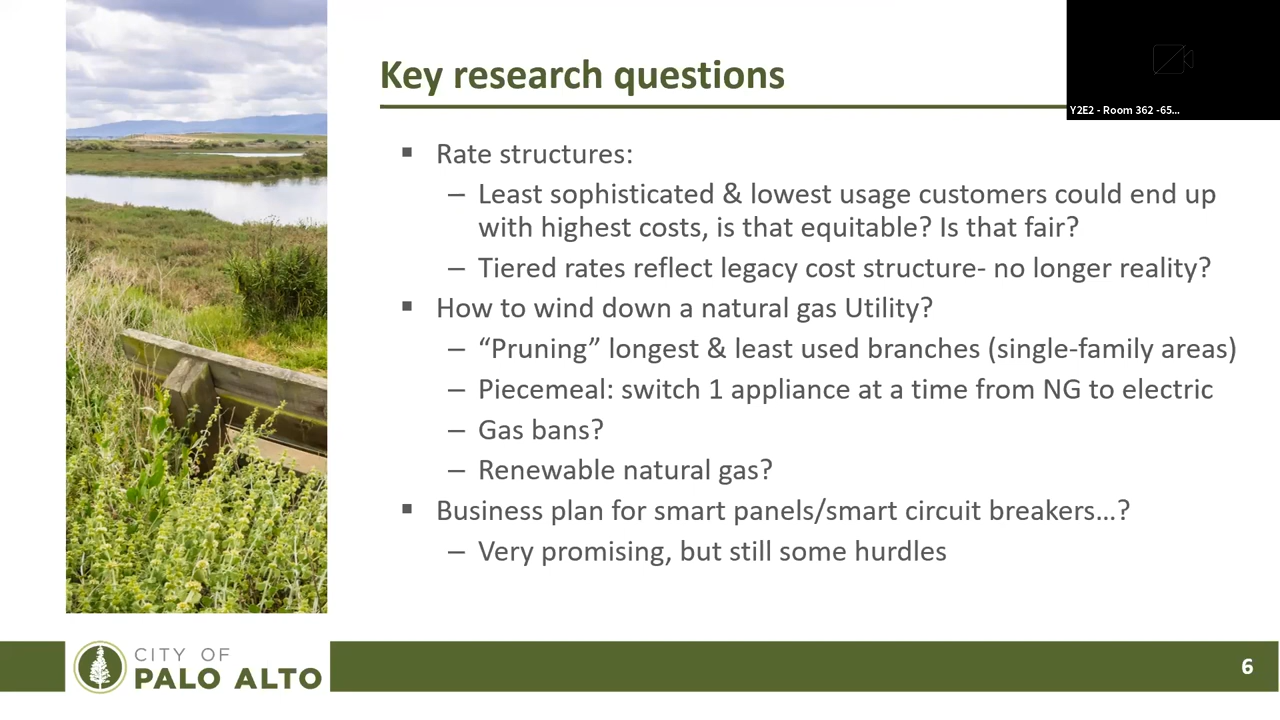 Key research questions
Y2E2 - Room 362 -65...
▪ Rate structures:
– Least sophisticated & lowest usage customers could end up
with highest costs, is that equitable? Is that fair?
– Tiered rates reflect legacy cost structure- no longer reality?
▪ How to wind down a natural gas Utility?
– “Pruning” longest & least used branches (single-family areas)
– Piecemeal: switch 1 appliance at a time from NG to electric
– Gas bans?
– Renewable natural gas?
▪ Business plan for smart panels/smart circuit breakers…?
– Very promising, but still some hurdles
CITY OF
PALO ALTO
6